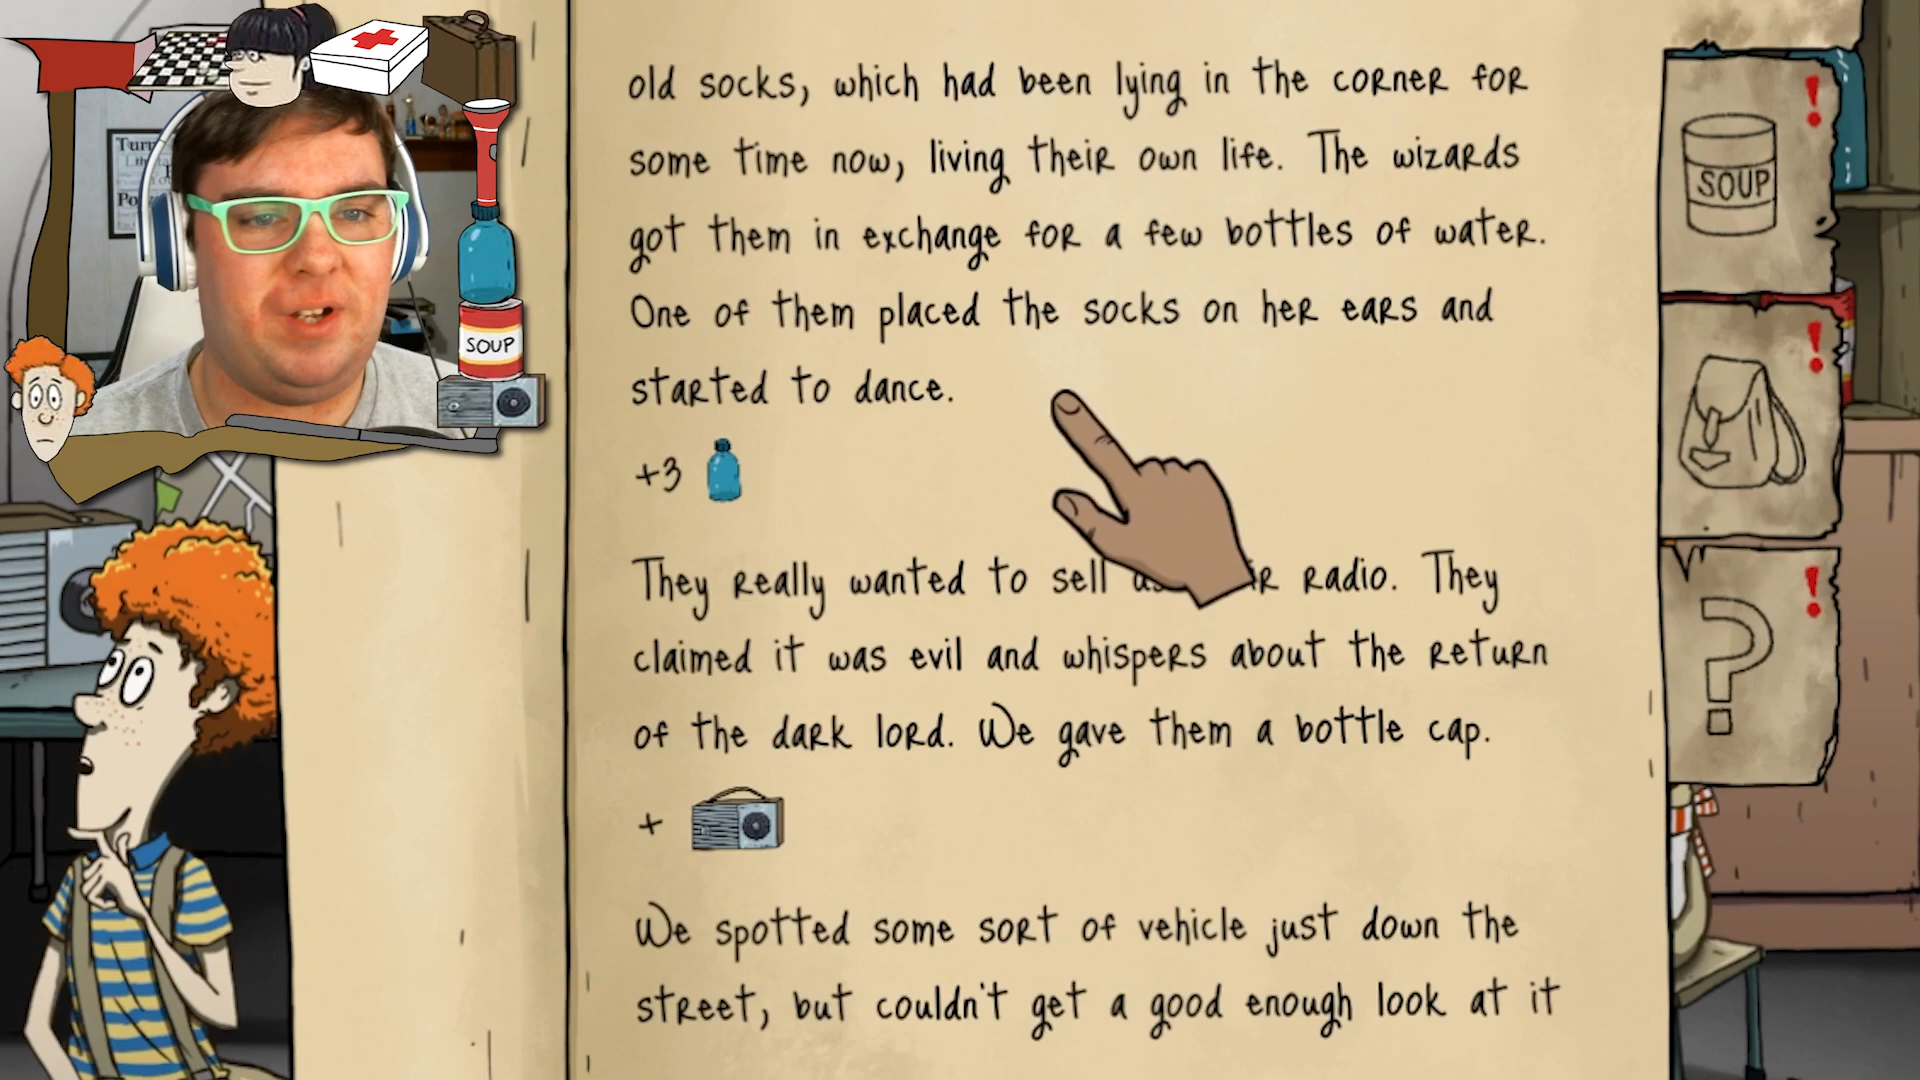 old socks, which had been lying in the corner for
some time now, living their own life. The wizards
got them in exchange for a few bottles of water.
One of them placed the socks on her ears and
started to dance.
+3
They really wanted to sell radio. They
claimed it was evil and whispers about the return
of the dark lord. We gave them a bottle cap.
+
We spotted some sort of vehicle just down the
street, but couldn't get a good enough look at it
SOUP
SOUP
!
!
?
!